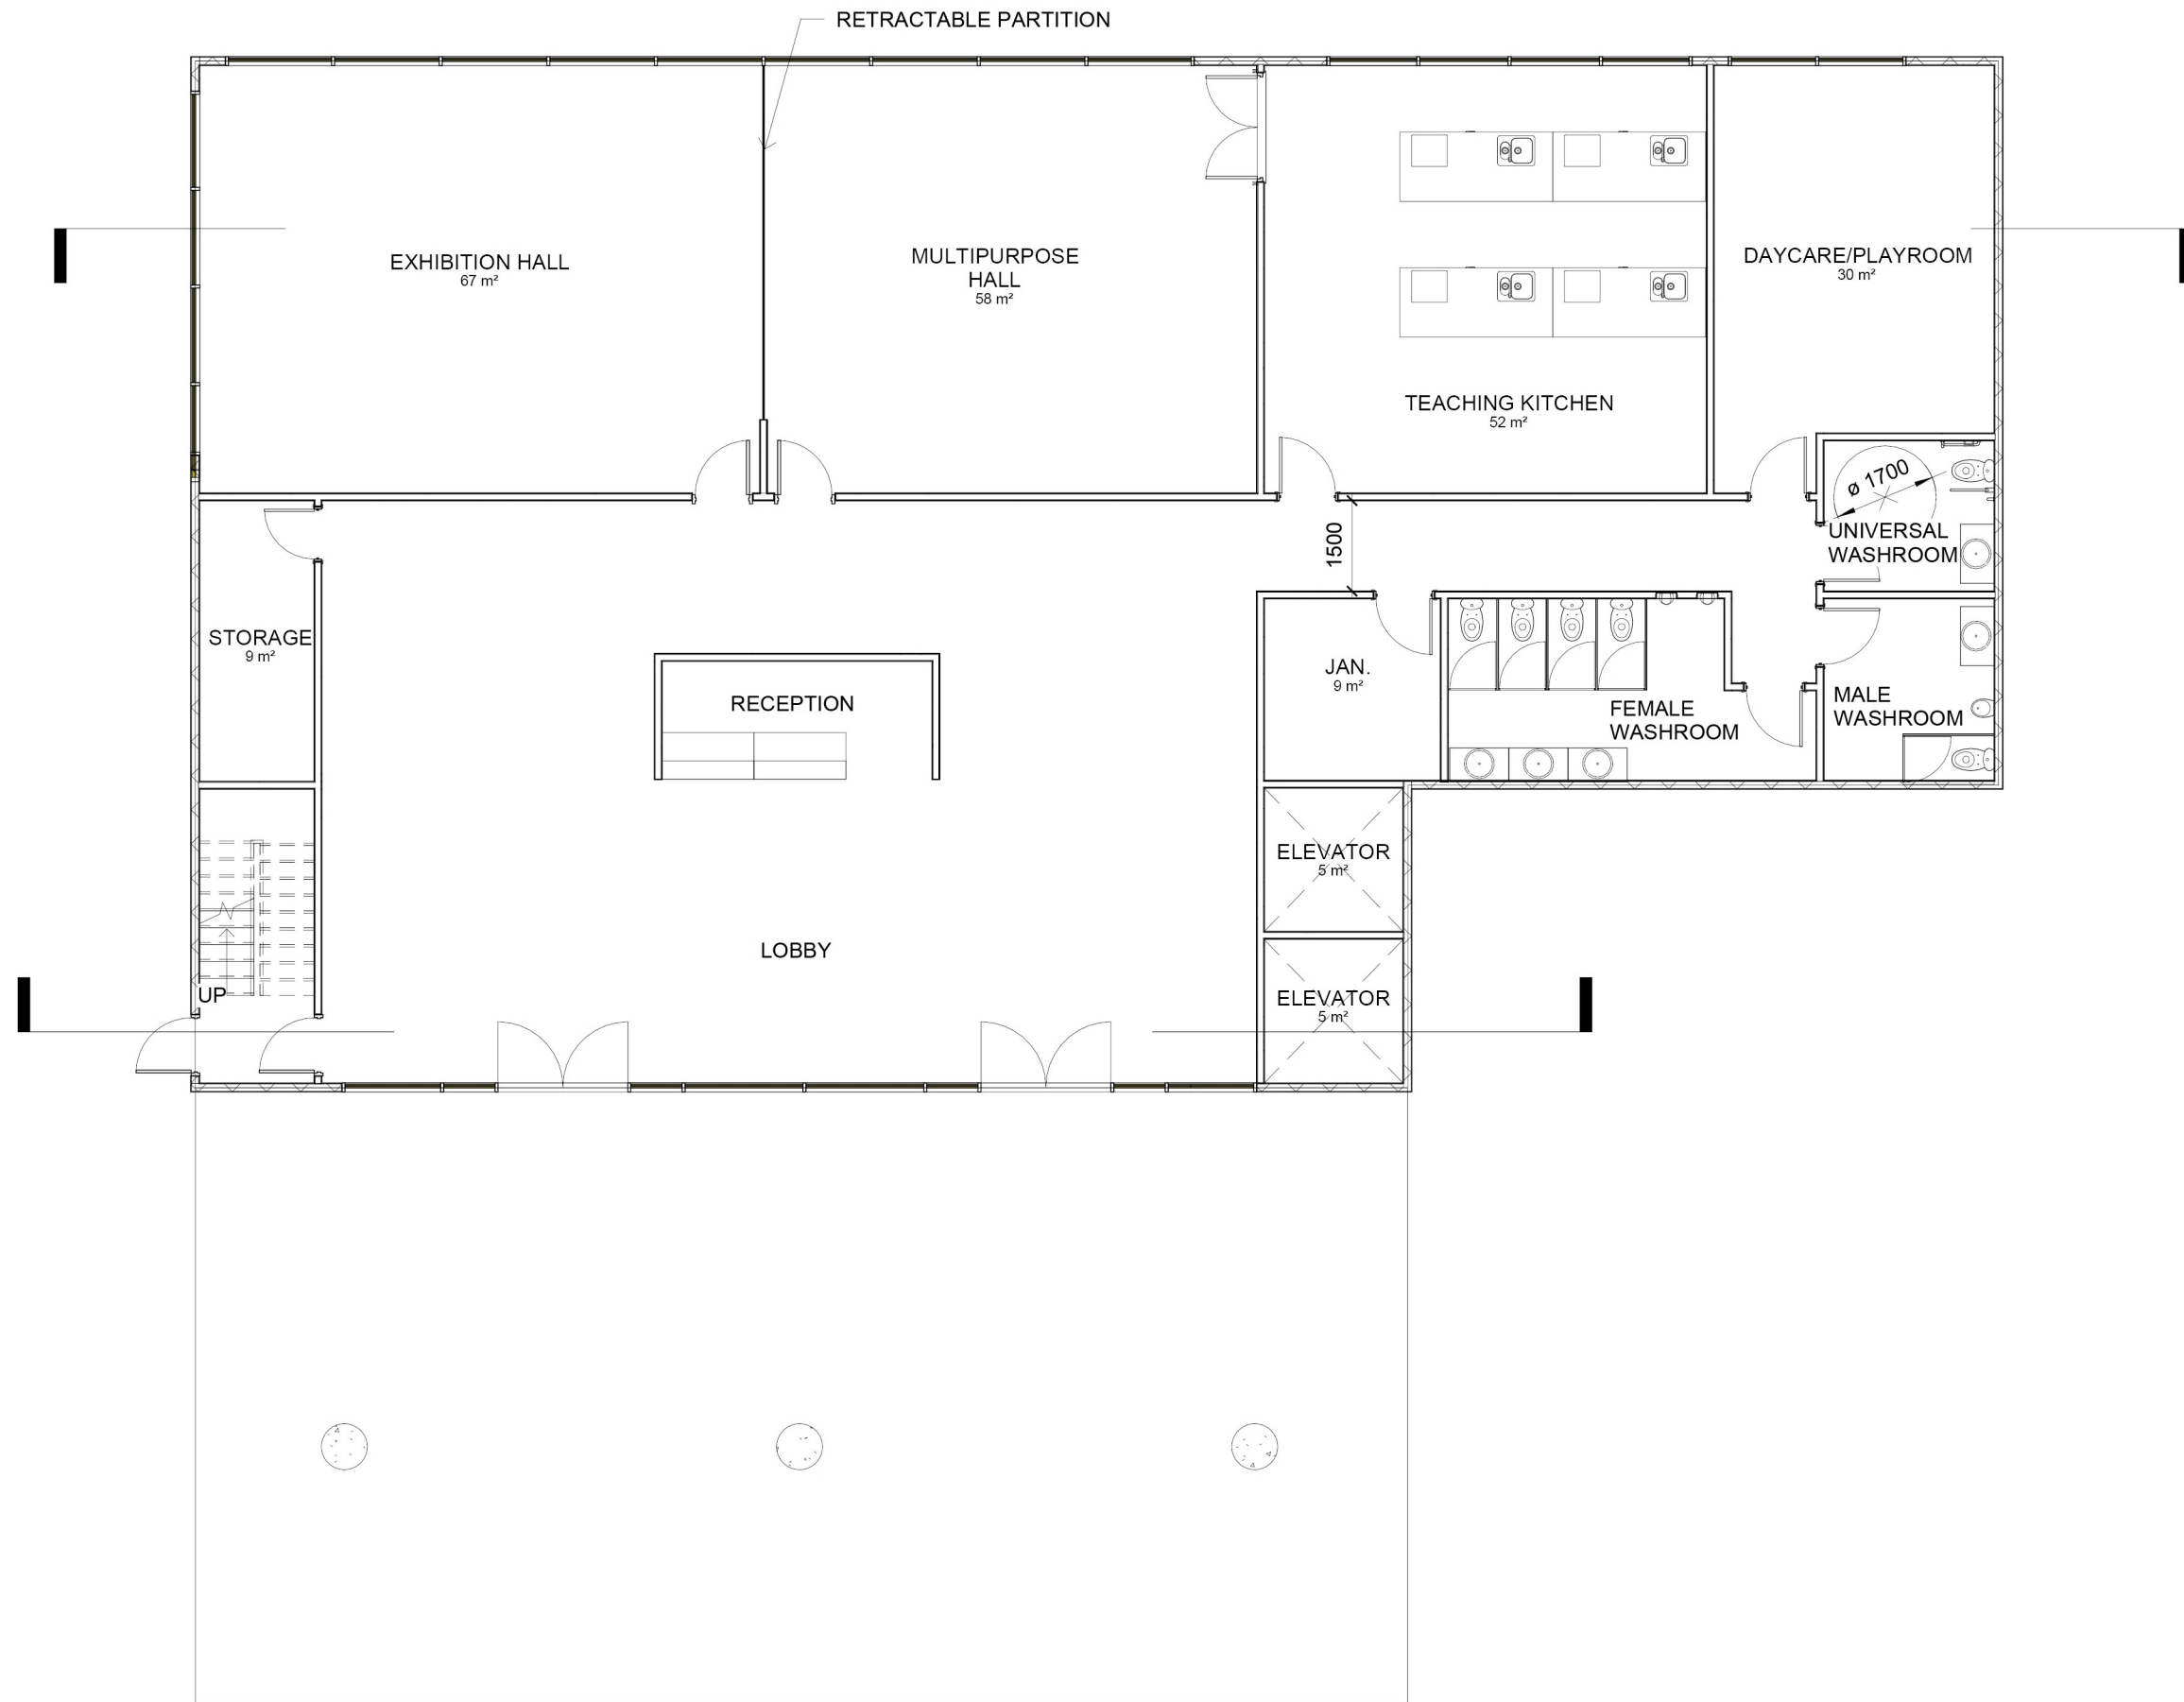 RETRACTABLE PARTITION
EXHIBITION HALL
67 m²
MULTIPURPOSE
HALL
58 m²
DAYCARE/PLAYROOM
30 m²
TEACHING KITCHEN
52 m²
ø 1700
UNIVERSAL
WASHROOM
1500
STORAGE
9 m²
RECEPTION
JAN.
9 m²
FEMALE
WASHROOM
MALE
WASHROOM
ELEVATOR
5 m²
LOBBY
UP
ELEVATOR
5 m²